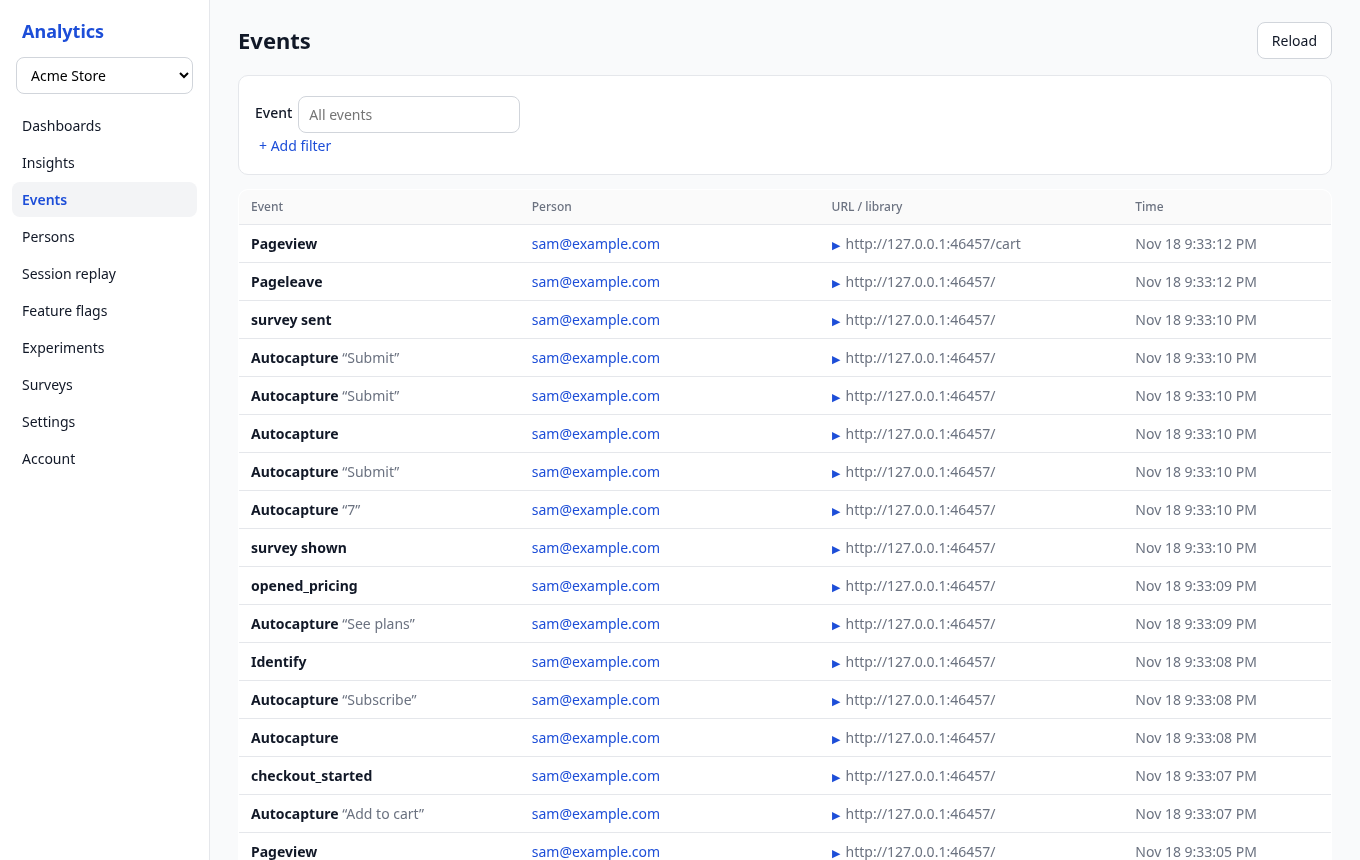 Analytics
Acme Store
Dashboards
Insights
Events
Persons
Session replay
Feature flags
Experiments
Surveys
Settings
Account
Events
Reload
Event All events
+ Add filter
Event Person URL / library Time
Pageview sam@example.com ▶ http://127.0.0.1:46457/cart Nov 18 9:33:12 PM
Pageleave sam@example.com ▶ http://127.0.0.1:46457/ Nov 18 9:33:12 PM
survey sent sam@example.com ▶ http://127.0.0.1:46457/ Nov 18 9:33:10 PM
Autocapture “Submit” sam@example.com ▶ http://127.0.0.1:46457/ Nov 18 9:33:10 PM
Autocapture “Submit” sam@example.com ▶ http://127.0.0.1:46457/ Nov 18 9:33:10 PM
Autocapture sam@example.com ▶ http://127.0.0.1:46457/ Nov 18 9:33:10 PM
Autocapture “Submit” sam@example.com ▶ http://127.0.0.1:46457/ Nov 18 9:33:10 PM
Autocapture “7” sam@example.com ▶ http://127.0.0.1:46457/ Nov 18 9:33:10 PM
survey shown sam@example.com ▶ http://127.0.0.1:46457/ Nov 18 9:33:10 PM
opened_pricing sam@example.com ▶ http://127.0.0.1:46457/ Nov 18 9:33:09 PM
Autocapture “See plans” sam@example.com ▶ http://127.0.0.1:46457/ Nov 18 9:33:09 PM
Identify sam@example.com ▶ http://127.0.0.1:46457/ Nov 18 9:33:08 PM
Autocapture “Subscribe” sam@example.com ▶ http://127.0.0.1:46457/ Nov 18 9:33:08 PM
Autocapture sam@example.com ▶ http://127.0.0.1:46457/ Nov 18 9:33:08 PM
checkout_started sam@example.com ▶ http://127.0.0.1:46457/ Nov 18 9:33:07 PM
Autocapture “Add to cart” sam@example.com ▶ http://127.0.0.1:46457/ Nov 18 9:33:07 PM
Pageview sam@example.com ▶ http://127.0.0.1:46457/ Nov 18 9:33:05 PM